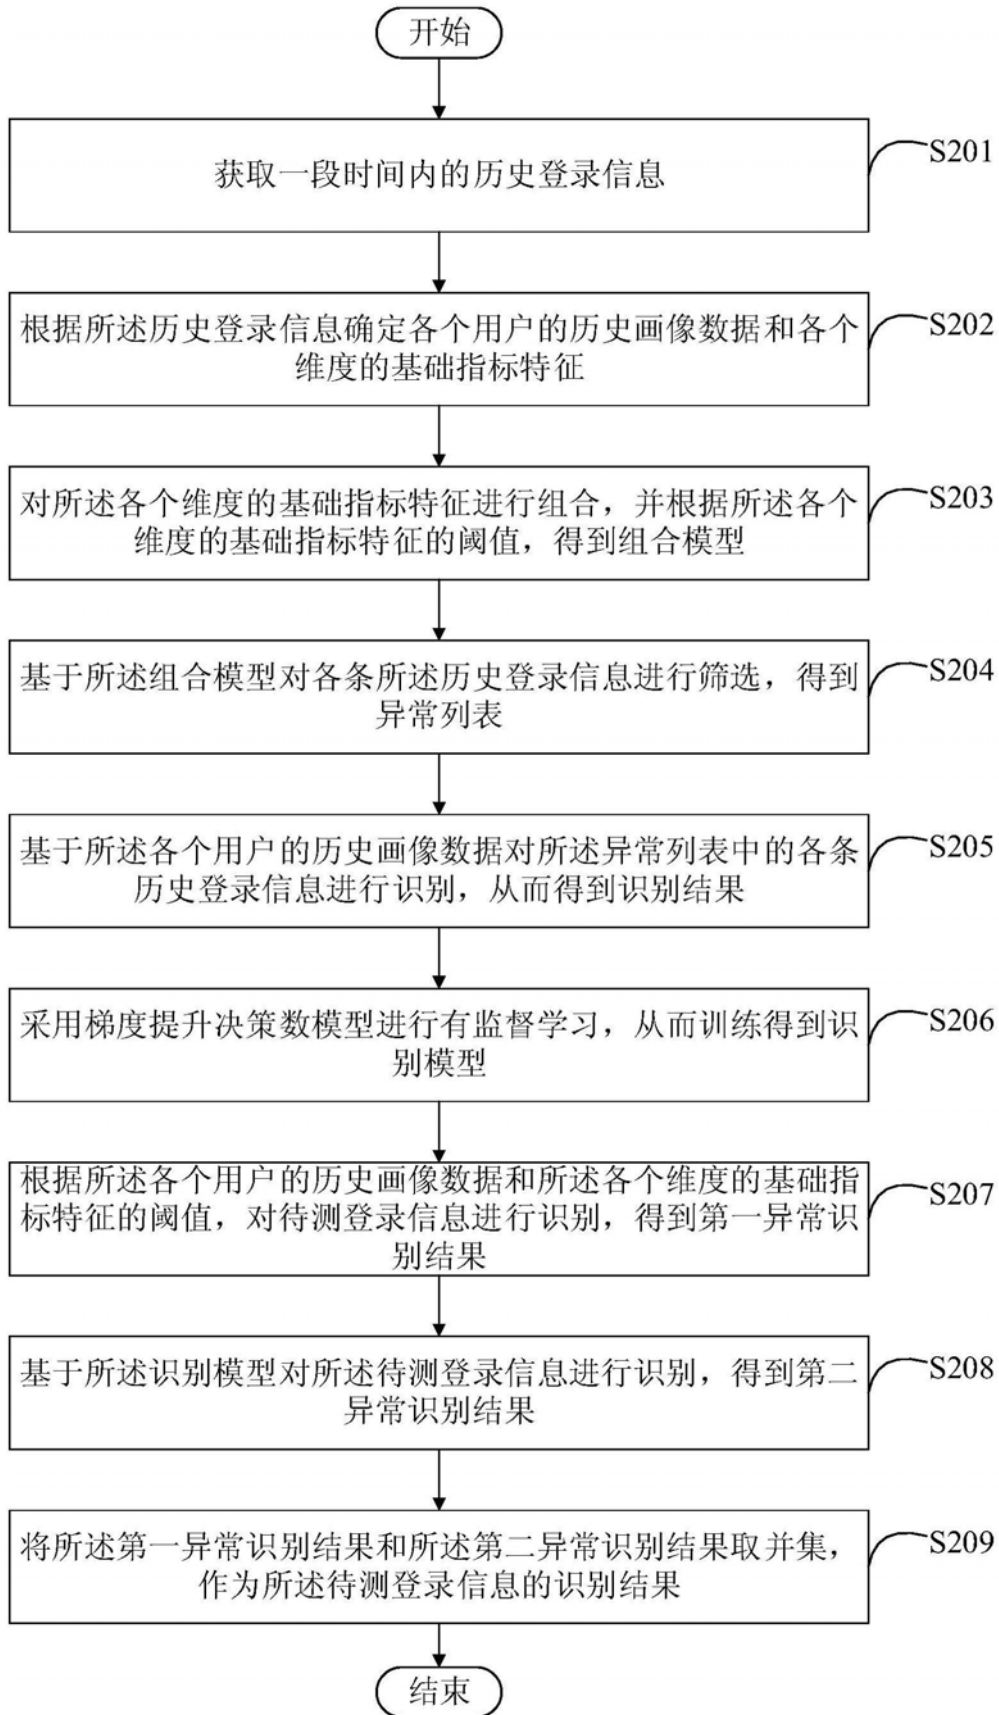 开始
获取一段时间内的历史登录信息
S201
根据所述历史登录信息确定各个用户的历史画像数据和各个
维度的基础指标特征
S202
对所述各个维度的基础指标特征进行组合，并根据所述各个
维度的基础指标特征的阈值，得到组合模型
S203
基于所述组合模型对各条所述历史登录信息进行筛选，得到
异常列表
S204
基于所述各个用户的历史画像数据对所述异常列表中的各条
历史登录信息进行识别，从而得到识别结果
S205
采用梯度提升决策数模型进行有监督学习，从而训练得到识
别模型
S206
根据所述各个用户的历史画像数据和所述各个维度的基础指
标特征的阈值，对待测登录信息进行识别，得到第一异常识
别结果
S207
基于所述识别模型对所述待测登录信息进行识别，得到第二
异常识别结果
S208
将所述第一异常识别结果和所述第二异常识别结果取并集，
作为所述待测登录信息的识别结果
S209
结束